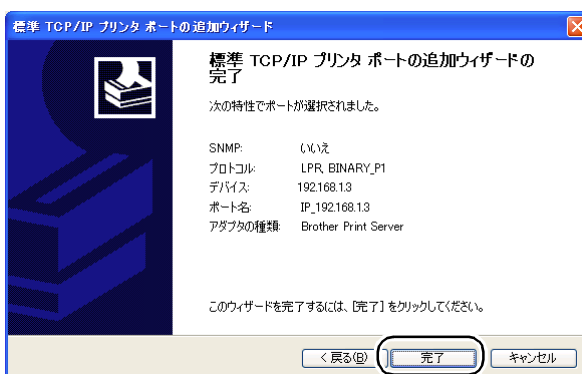 標準 TCP/IP プリンタ ポートの追加ウィザード
標準 TCP/IP プリンタ ポートの追加ウィザードの
完了
次の特性でポートが選択されました。
SNMP: いいえ
プロトコル: LPR, BINARY_P1
デバイス: 192.168.1.3
ポート名: IP_192.168.1.3
アダプタの種類: Brother Print Server
このウィザードを完了するには、[完了] をクリックしてください。
< 戻る(B) 完了 キャンセル